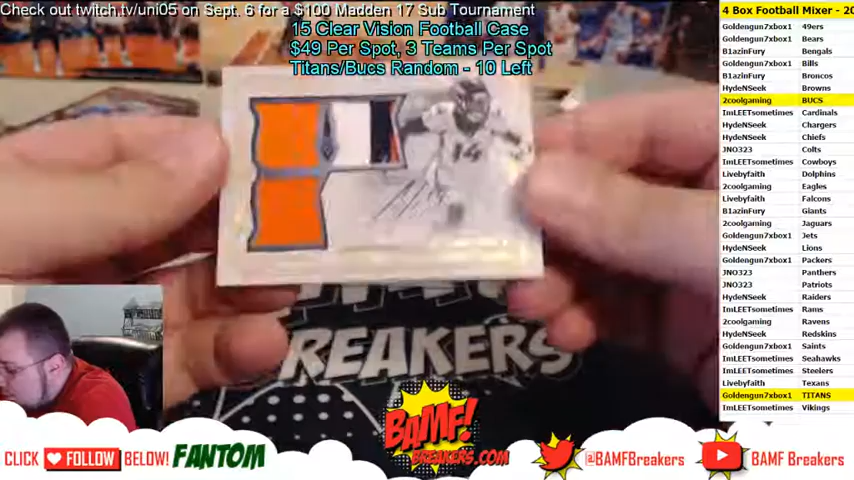 Check out twitch.tv/uni05 on Sept. 6 for a $100 Madden 17 Sub Tournament
15 Clear Vision Football Case
$49 Per Spot, 3 Teams Per Spot
Titans/Bucs Random - 10 Left
4 Box Football Mixer - 20
Goldengun7xbox1 49ers
Goldengun7xbox1 Bears
B1azinFury Bengals
Goldengun7xbox1 Bills
B1azinFury Broncos
HydeNSeek Browns
2coolgaming BUCS
ImLEETsometimes Cardinals
HydeNSeek Chargers
HydeNSeek Chiefs
JNO323 Colts
ImLEETsometimes Cowboys
Livebyfaith Dolphins
2coolgaming Eagles
Livebyfaith Falcons
B1azinFury Giants
2coolgaming Jaguars
Goldengun7xbox1 Jets
HydeNSeek Lions
Goldengun7xbox1 Packers
JNO323 Panthers
JNO323 Patriots
HydeNSeek Raiders
ImLEETsometimes Rams
2coolgaming Ravens
HydeNSeek Redskins
Goldengun7xbox1 Saints
ImLEETsometimes Seahawks
ImLEETsometimes Steelers
Livebyfaith Texans
Goldengun7xbox1 TITANS
ImLEETsometimes Vikings
14
BREAKERS
CLICK FOLLOW BELOW! FANTOM
BAMF!
BREAKERS.COM
@BAMFBreakers
BAMF Breakers